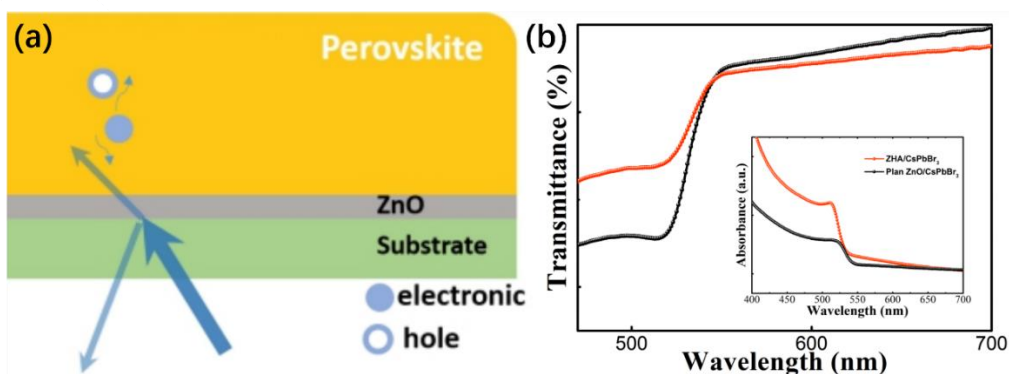 (a)
Perovskite
ZnO
Substrate
electronic
hole
(b)
Transmittance (%)
500
600
700
Wavelength (nm)
ZHA/CsPbBr3
Plan ZnO/CsPbBr3
Absorbance (a.u.)
400 450 500 550 600 650 700
Wavelength (nm)